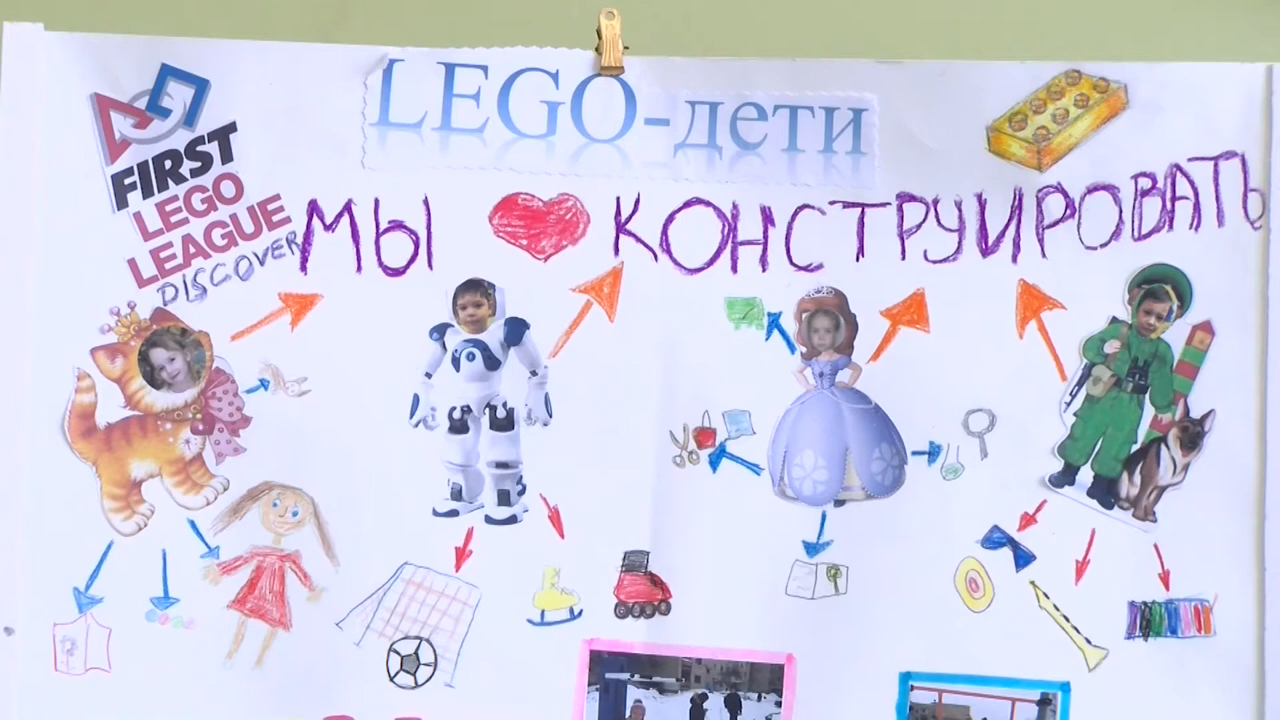 LEGO-дети
FIRST
LEGO
LEAGUE
DISCOVER
МЫ КОНСТРУИРОВАТЬ